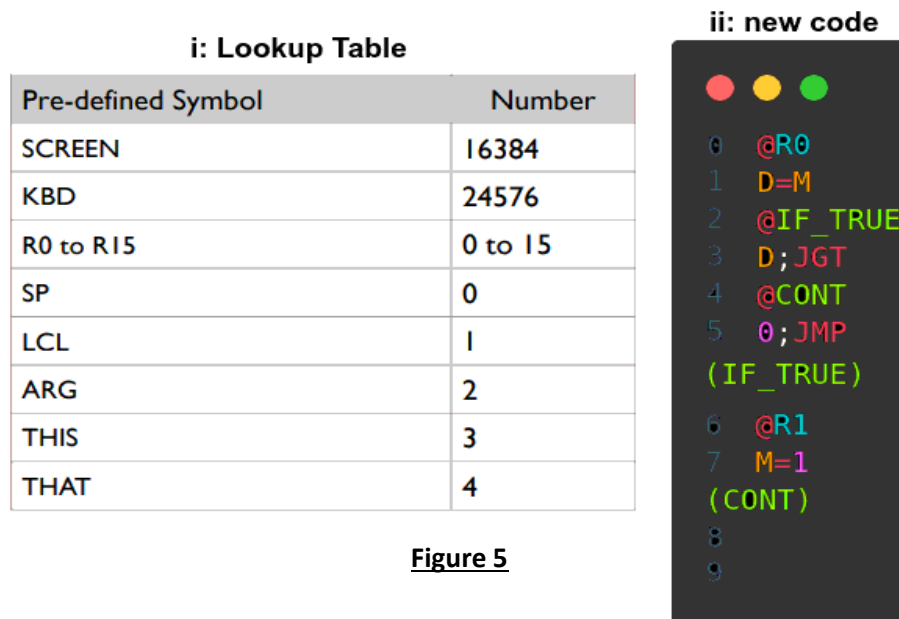 i: Lookup Table
Pre-defined Symbol Number
SCREEN 16384
KBD 24576
R0 to R15 0 to 15
SP 0
LCL 1
ARG 2
THIS 3
THAT 4
Figure 5
ii: new code
0 @R0
1 D=M
2 @IF_TRUE
3 D;JGT
4 @CONT
5 0;JMP
(IF_TRUE)
6 @R1
7 M=1
(CONT)
8
9